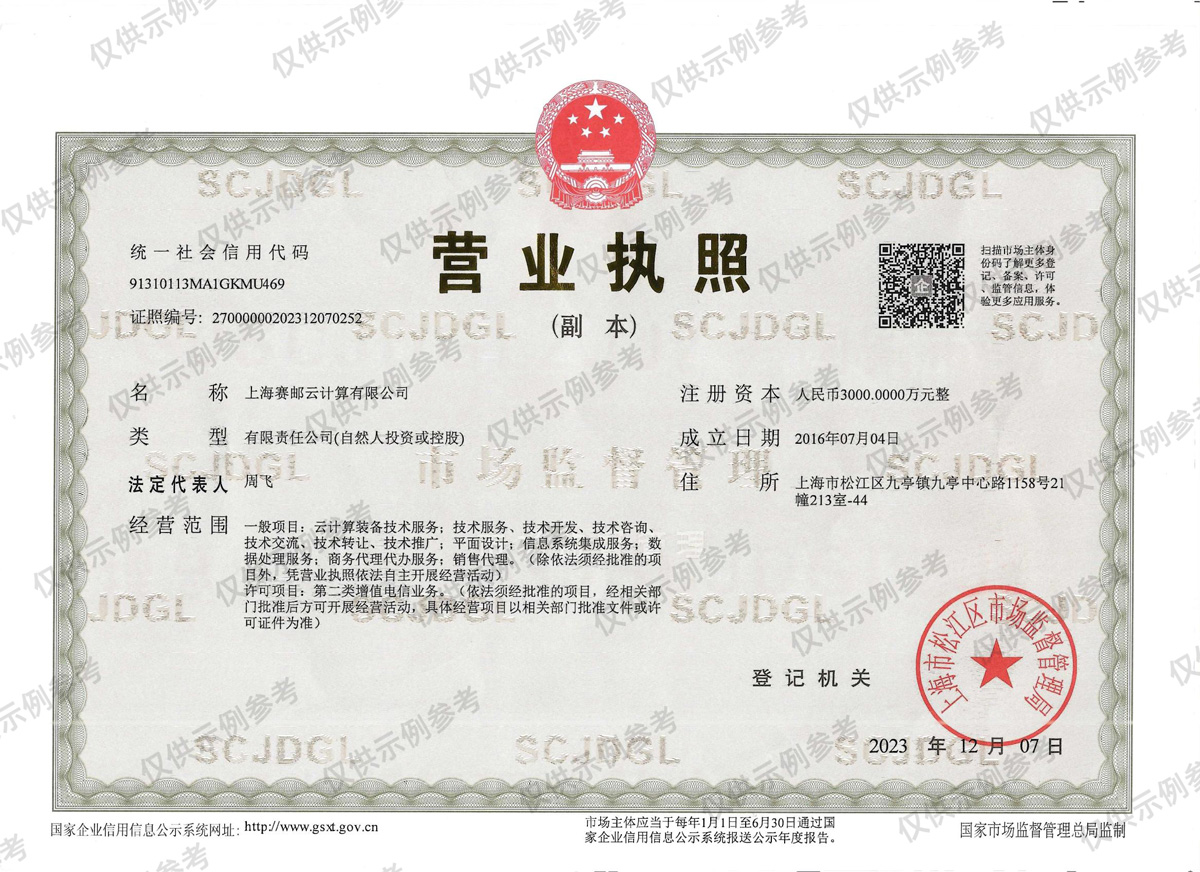 统一社会信用代码
91310113MA1GKMU469
证照编号：27000000202312070252
营业执照
（副 本）
扫描市场主体身
份码了解更多登
记、备案、许可
、监管信息，体
验更多应用服务。
企
名 称 上海赛邮云计算有限公司
类 型 有限责任公司(自然人投资或控股)
法定代表人 周飞
经营范围 一般项目：云计算装备技术服务；技术服务、技术开发、技术咨询、
技术交流、技术转让、技术推广；平面设计；信息系统集成服务；数
据处理服务；商务代理代办服务；销售代理。（除依法须经批准的项
目外，凭营业执照依法自主开展经营活动）
许可项目：第二类增值电信业务。（依法须经批准的项目，经相关部
门批准后方可开展经营活动，具体经营项目以相关部门批准文件或许
可证件为准）
注册资本 人民币3000.0000万元整
成立日期 2016年07月04日
住 所 上海市松江区九亭镇九亭中心路1158号21
幢213室-44
登记机关
上海市松江区市场监督管理局
2023 年 12 月 07 日
国家企业信用信息公示系统网址：http://www.gsxt.gov.cn
市场主体应当于每年1月1日至6月30日通过国
家企业信用信息公示系统报送公示年度报告。
国家市场监督管理总局监制
SCJDGL
市场监督管理
仅供示例参考